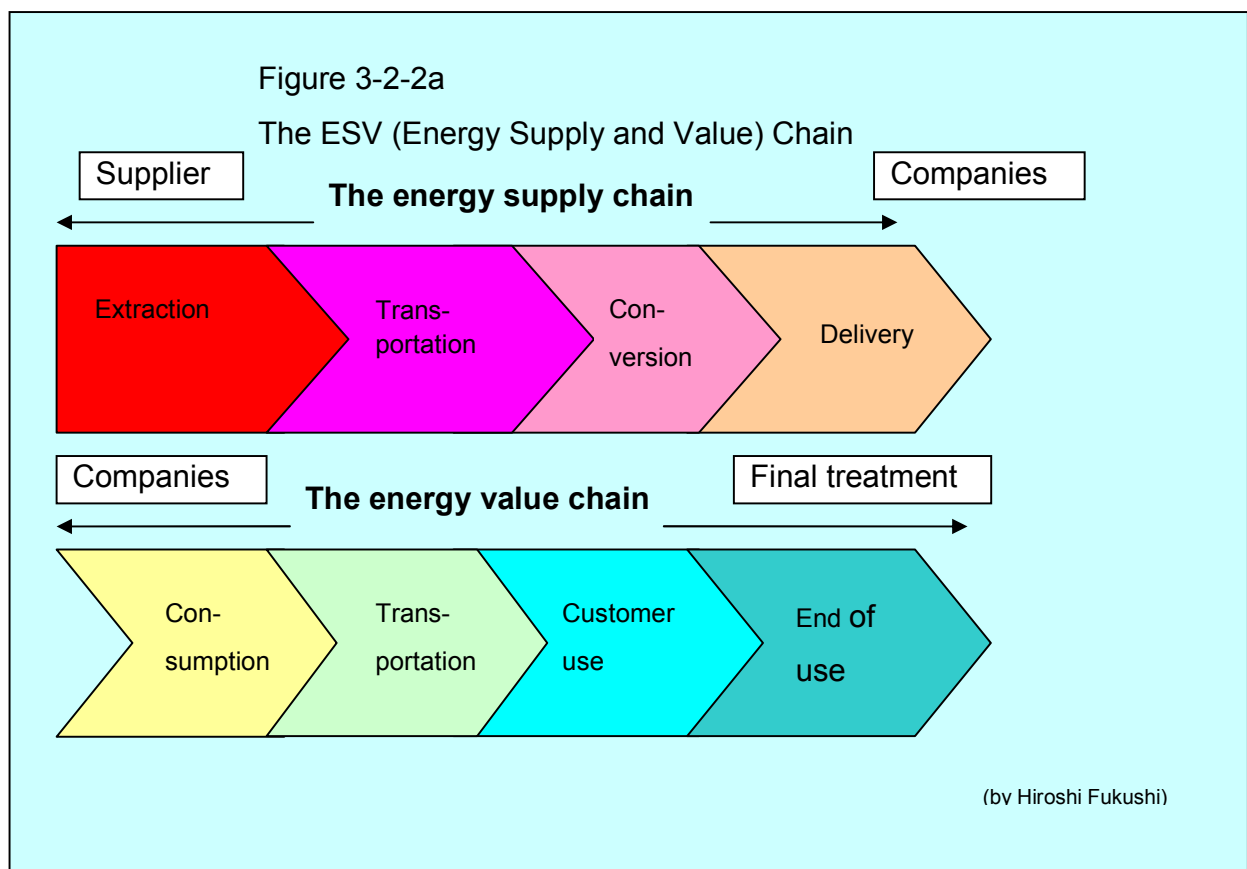 Figure 3-2-2a
The ESV (Energy Supply and Value) Chain
Supplier
Companies
The energy supply chain
Extraction
Trans-
portation
Con-
version
Delivery
Companies
Final treatment
The energy value chain
Con-
sumption
Trans-
portation
Customer
use
End of
use
(by Hiroshi Fukushi)